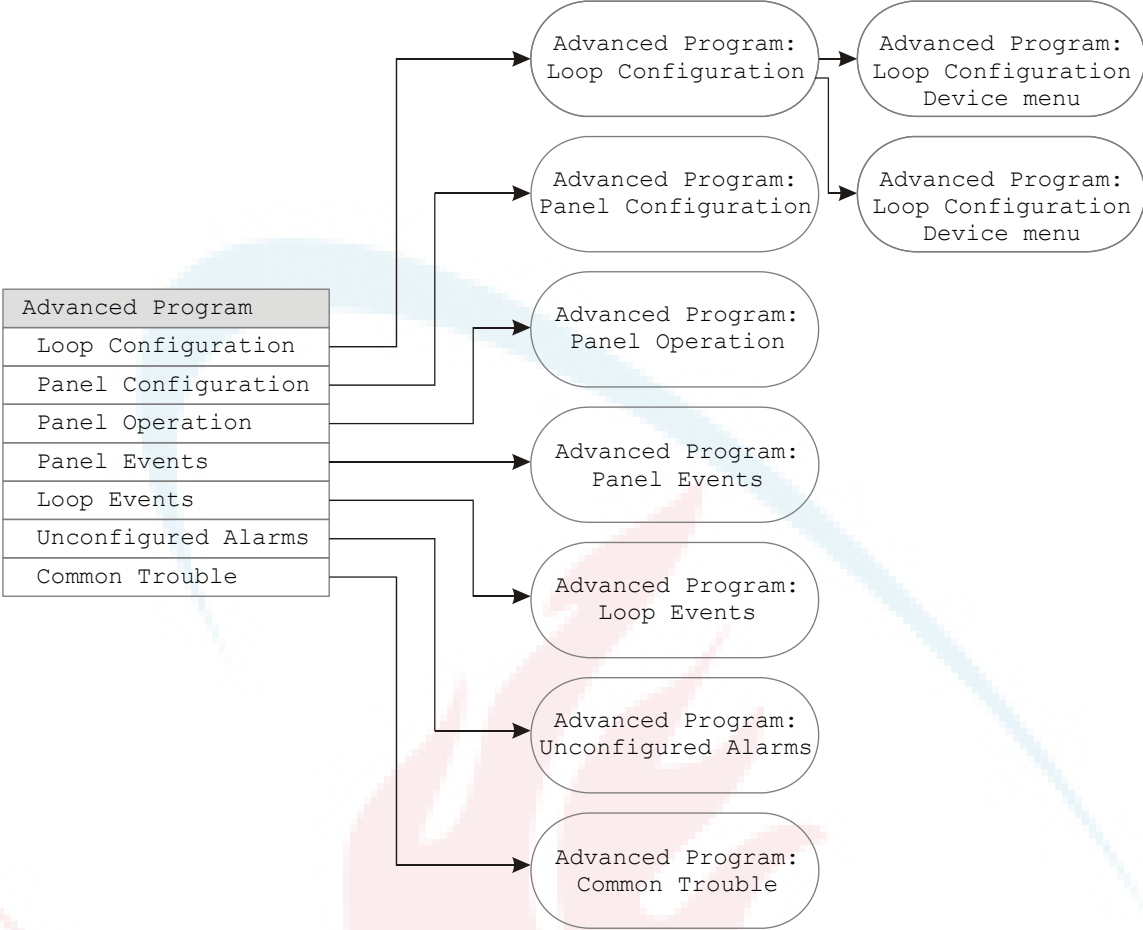 Advanced Program
Loop Configuration
Panel Configuration
Panel Operation
Panel Events
Loop Events
Unconfigured Alarms
Common Trouble
Advanced Program:
Loop Configuration
Advanced Program:
Loop Configuration
Device menu
Advanced Program:
Panel Configuration
Advanced Program:
Loop Configuration
Device menu
Advanced Program:
Panel Operation
Advanced Program:
Panel Events
Advanced Program:
Loop Events
Advanced Program:
Unconfigured Alarms
Advanced Program:
Common Trouble